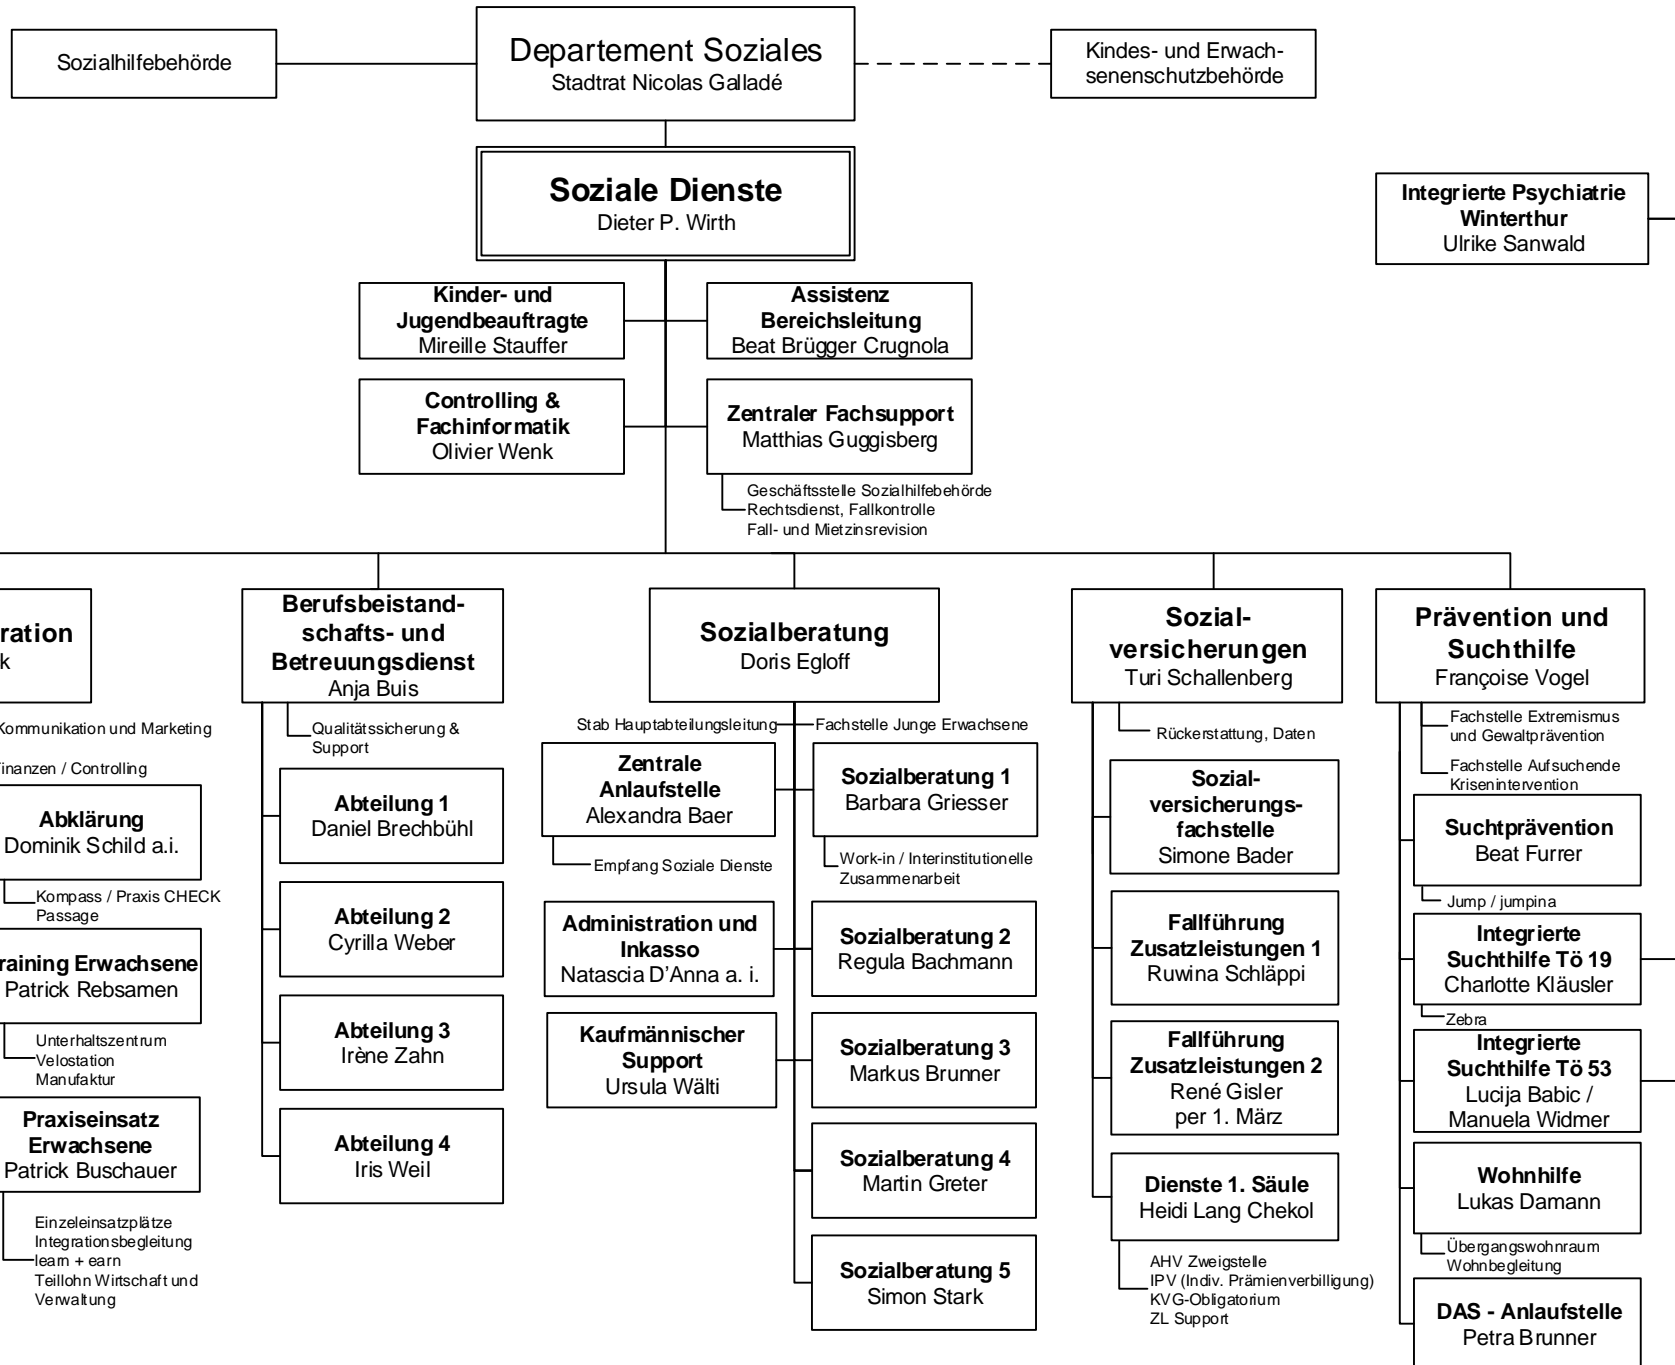 Sozialhilfebehörde
Departement Soziales
Stadtrat Nicolas Galladé
Kindes- und Erwach-
senenschutzbehörde
Soziale Dienste
Dieter P. Wirth
Integrierte Psychiatrie
Winterthur
Ulrike Sanwald
Kinder- und
Jugendbeauftragte
Mireille Stauffer
Assistenz
Bereichsleitung
Beat Brügger Crugnola
Controlling &
Fachinformatik
Olivier Wenk
Zentraler Fachsupport
Matthias Guggisberg
Geschäftsstelle Sozialhilfebehörde
Rechtsdienst, Fallkontrolle
Fall- und Mietzinsrevision
ration
k
Kommunikation und Marketing
Finanzen / Controlling
Abklärung
Dominik Schild a.i.
Kompass / Praxis CHECK
Passage
raining Erwachsene
Patrick Rebsamen
Unterhaltszentrum
Velostation
Manufaktur
Praxiseinsatz
Erwachsene
Patrick Buschauer
Einzeleinsatzplätze
Integrationsbegleitung
learn + earn
Teillohn Wirtschaft und
Verwaltung
Berufsbeistand-
schafts- und
Betreuungsdienst
Anja Buis
Qualitätssicherung &
Support
Abteilung 1
Daniel Brechbühl
Abteilung 2
Cyrilla Weber
Abteilung 3
Irène Zahn
Abteilung 4
Iris Weil
Sozialberatung
Doris Egloff
Stab Hauptabteilungsleitung
Fachstelle Junge Erwachsene
Zentrale
Anlaufstelle
Alexandra Baer
Empfang Soziale Dienste
Administration und
Inkasso
Natascia D’Anna a. i.
Kaufmännischer
Support
Ursula Wälti
Sozialberatung 1
Barbara Griesser
Work-in / Interinstitutionelle
Zusammenarbeit
Sozialberatung 2
Regula Bachmann
Sozialberatung 3
Markus Brunner
Sozialberatung 4
Martin Greter
Sozialberatung 5
Simon Stark
Sozial-
versicherungen
Turi Schallenberg
Rückerstattung, Daten
Sozial-
versicherungs-
fachstelle
Simone Bader
Fallführung
Zusatzleistungen 1
Ruwina Schläppi
Fallführung
Zusatzleistungen 2
René Gisler
per 1. März
Dienste 1. Säule
Heidi Lang Chekol
AHV Zweigstelle
IPV (Indiv. Prämienverbilligung)
KVG-Obligatorium
ZL Support
Prävention und
Suchthilfe
Françoise Vogel
Fachstelle Extremismus
und Gewaltprävention
Fachstelle Aufsuchende
Krisenintervention
Suchtprävention
Beat Furrer
Jump / jumpina
Integrierte
Suchthilfe Tö 19
Charlotte Kläusler
Zebra
Integrierte
Suchthilfe Tö 53
Lucija Babic /
Manuela Widmer
Wohnhilfe
Lukas Damann
Übergangswohnraum
Wohnbegleitung
DAS - Anlaufstelle
Petra Brunner